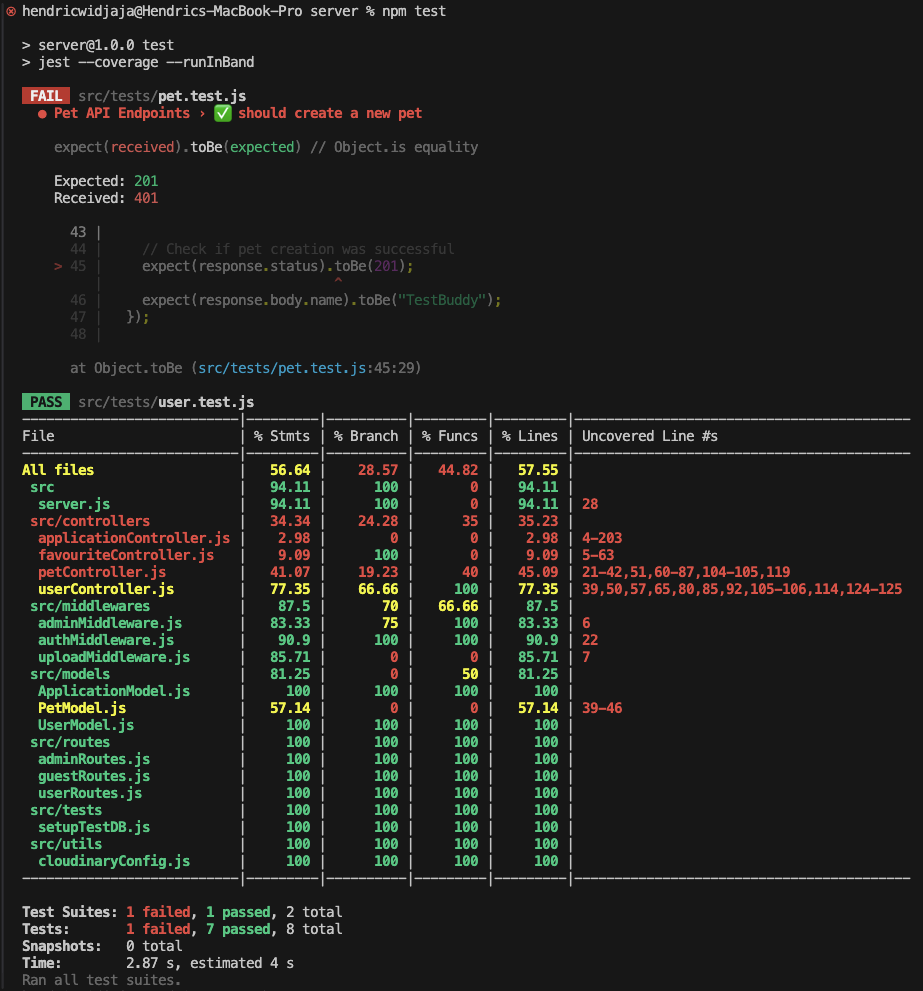 hendricwidjaja@Hendrics-MacBook-Pro server % npm test
> server@1.0.0 test
> jest --coverage --runInBand
FAIL src/tests/pet.test.js
● Pet API Endpoints › ✅ should create a new pet
expect(received).toBe(expected) // Object.is equality
Expected: 201
Received: 401
43 |
44 | // Check if pet creation was successful
> 45 | expect(response.status).toBe(201);
| ^
46 | expect(response.body.name).toBe("TestBuddy");
47 | });
48 |
at Object.toBe (src/tests/pet.test.js:45:29)
PASS src/tests/user.test.js
File | % Stmts | % Branch | % Funcs | % Lines | Uncovered Line #s
All files | 56.64 | 28.57 | 44.82 | 57.55 |
src | 94.11 | 100 | 0 | 94.11 |
server.js | 94.11 | 100 | 0 | 94.11 | 28
src/controllers | 34.34 | 24.28 | 35 | 35.23 |
applicationController.js | 2.98 | 0 | 0 | 2.98 | 4-203
favouriteController.js | 9.09 | 100 | 0 | 9.09 | 5-63
petController.js | 41.07 | 19.23 | 40 | 45.09 | 21-42,51,60-87,104-105,119
userController.js | 77.35 | 66.66 | 100 | 77.35 | 39,50,57,65,80,85,92,105-106,114,124-125
src/middlewares | 87.5 | 70 | 66.66 | 87.5 |
adminMiddleware.js | 83.33 | 75 | 100 | 83.33 | 6
authMiddleware.js | 90.9 | 100 | 100 | 90.9 | 22
uploadMiddleware.js | 85.71 | 0 | 0 | 85.71 | 7
src/models | 81.25 | 0 | 50 | 81.25 |
ApplicationModel.js | 100 | 100 | 100 | 100 |
PetModel.js | 57.14 | 0 | 0 | 57.14 | 39-46
UserModel.js | 100 | 100 | 100 | 100 |
src/routes | 100 | 100 | 100 | 100 |
adminRoutes.js | 100 | 100 | 100 | 100 |
guestRoutes.js | 100 | 100 | 100 | 100 |
userRoutes.js | 100 | 100 | 100 | 100 |
src/tests | 100 | 100 | 100 | 100 |
setupTestDB.js | 100 | 100 | 100 | 100 |
src/utils | 100 | 100 | 100 | 100 |
cloudinaryConfig.js | 100 | 100 | 100 | 100 |
Test Suites: 1 failed, 1 passed, 2 total
Tests: 1 failed, 7 passed, 8 total
Snapshots: 0 total
Time: 2.87 s, estimated 4 s
Ran all test suites.